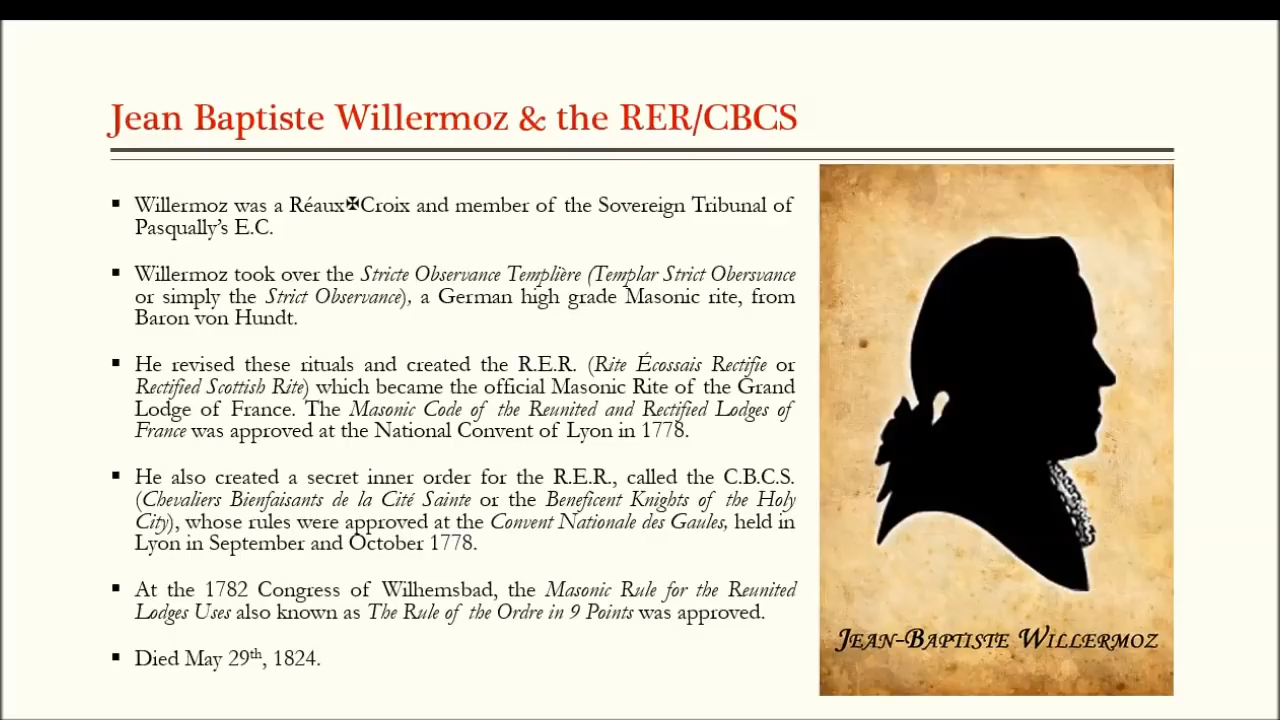 Jean Baptiste Willermoz & the RER/CBCS
▪ Willermoz was a Réaux✠Croix and member of the Sovereign Tribunal of
Pasqually's E.C.
▪ Willermoz took over the Stricte Observance Templière (Templar Strict Obersvance
or simply the Strict Observance), a German high grade Masonic rite, from
Baron von Hundt.
▪ He revised these rituals and created the R.E.R. (Rite Écossais Rectifie or
Rectified Scottish Rite) which became the official Masonic Rite of the Grand
Lodge of France. The Masonic Code of the Reunited and Rectified Lodges of
France was approved at the National Convent of Lyon in 1778.
▪ He also created a secret inner order for the R.E.R., called the C.B.C.S.
(Chevaliers Bienfaisants de la Cité Sainte or the Beneficent Knights of the Holy
City), whose rules were approved at the Convent Nationale des Gaules, held in
Lyon in September and October 1778.
▪ At the 1782 Congress of Wilhemsbad, the Masonic Rule for the Reunited
Lodges Uses also known as The Rule of the Ordre in 9 Points was approved.
▪ Died May 29th, 1824.
Jean-Baptiste Willermoz